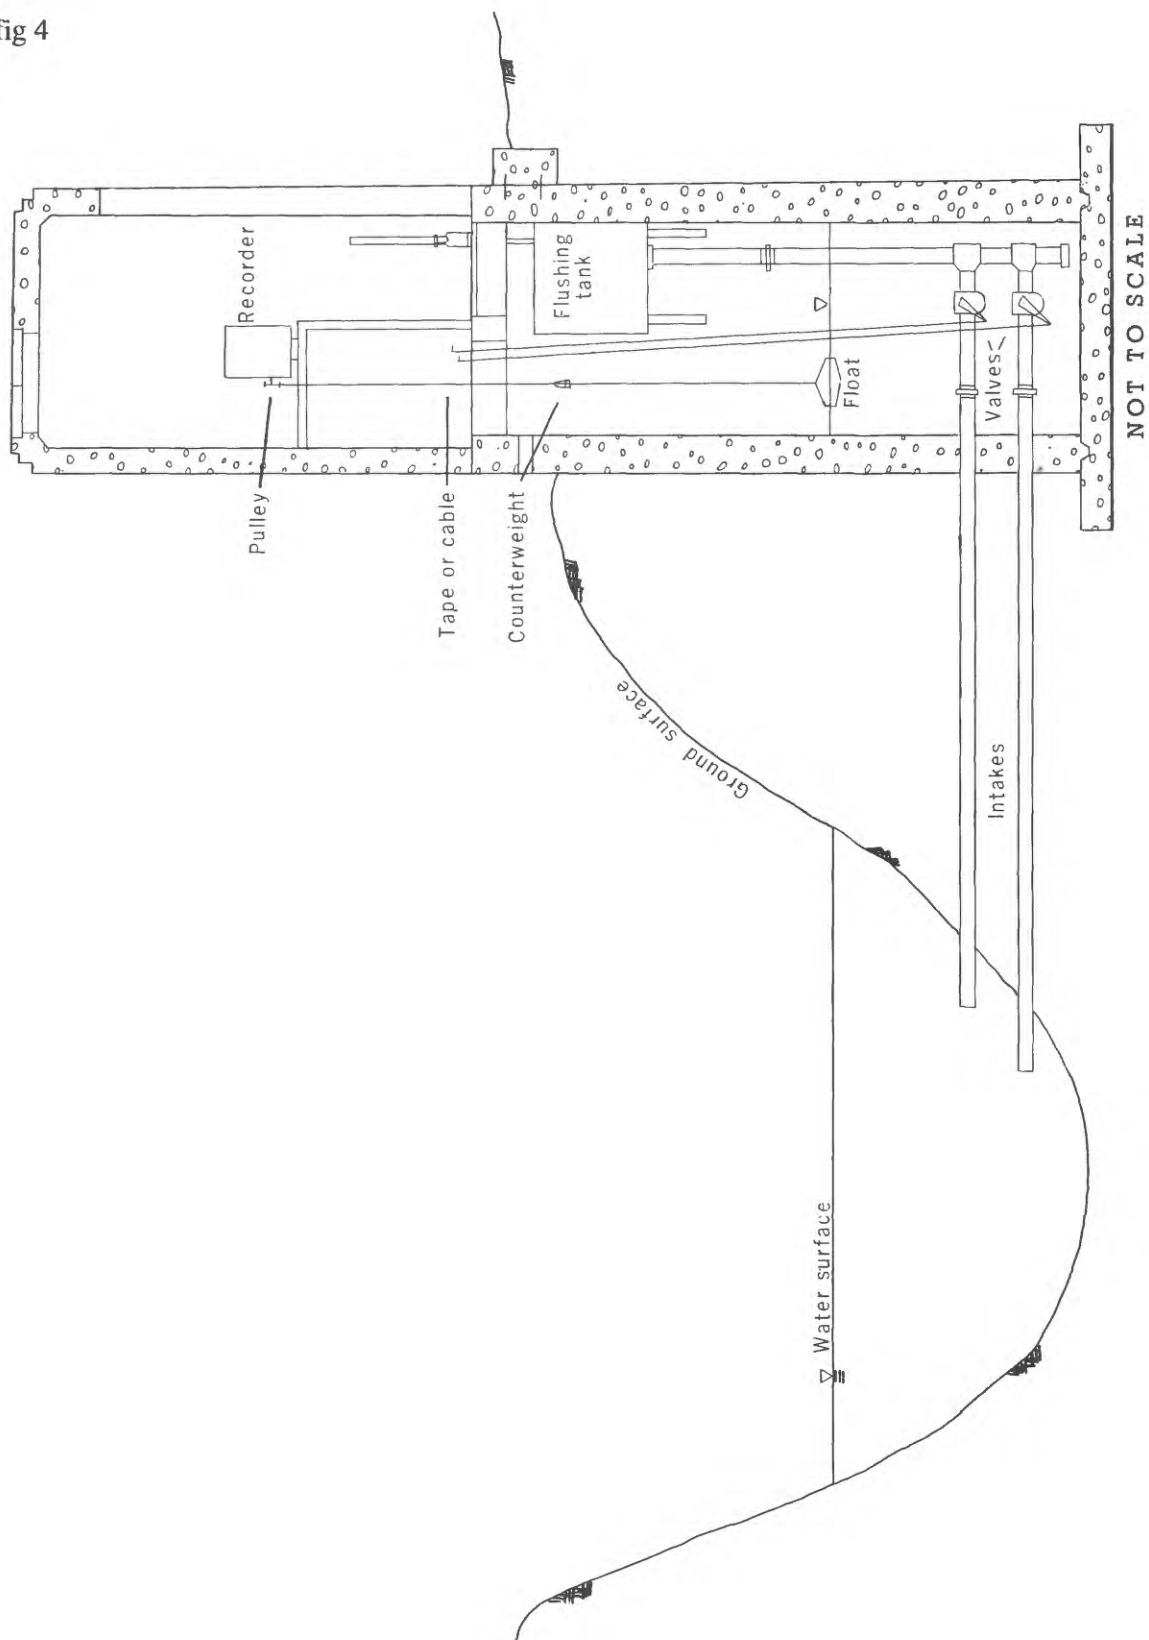 fig 4
Recorder
Pulley
Tape or cable
Counterweight
Flushing
tank
Float
Valves
Ground surface
Intakes
Water surface
NOT TO SCALE